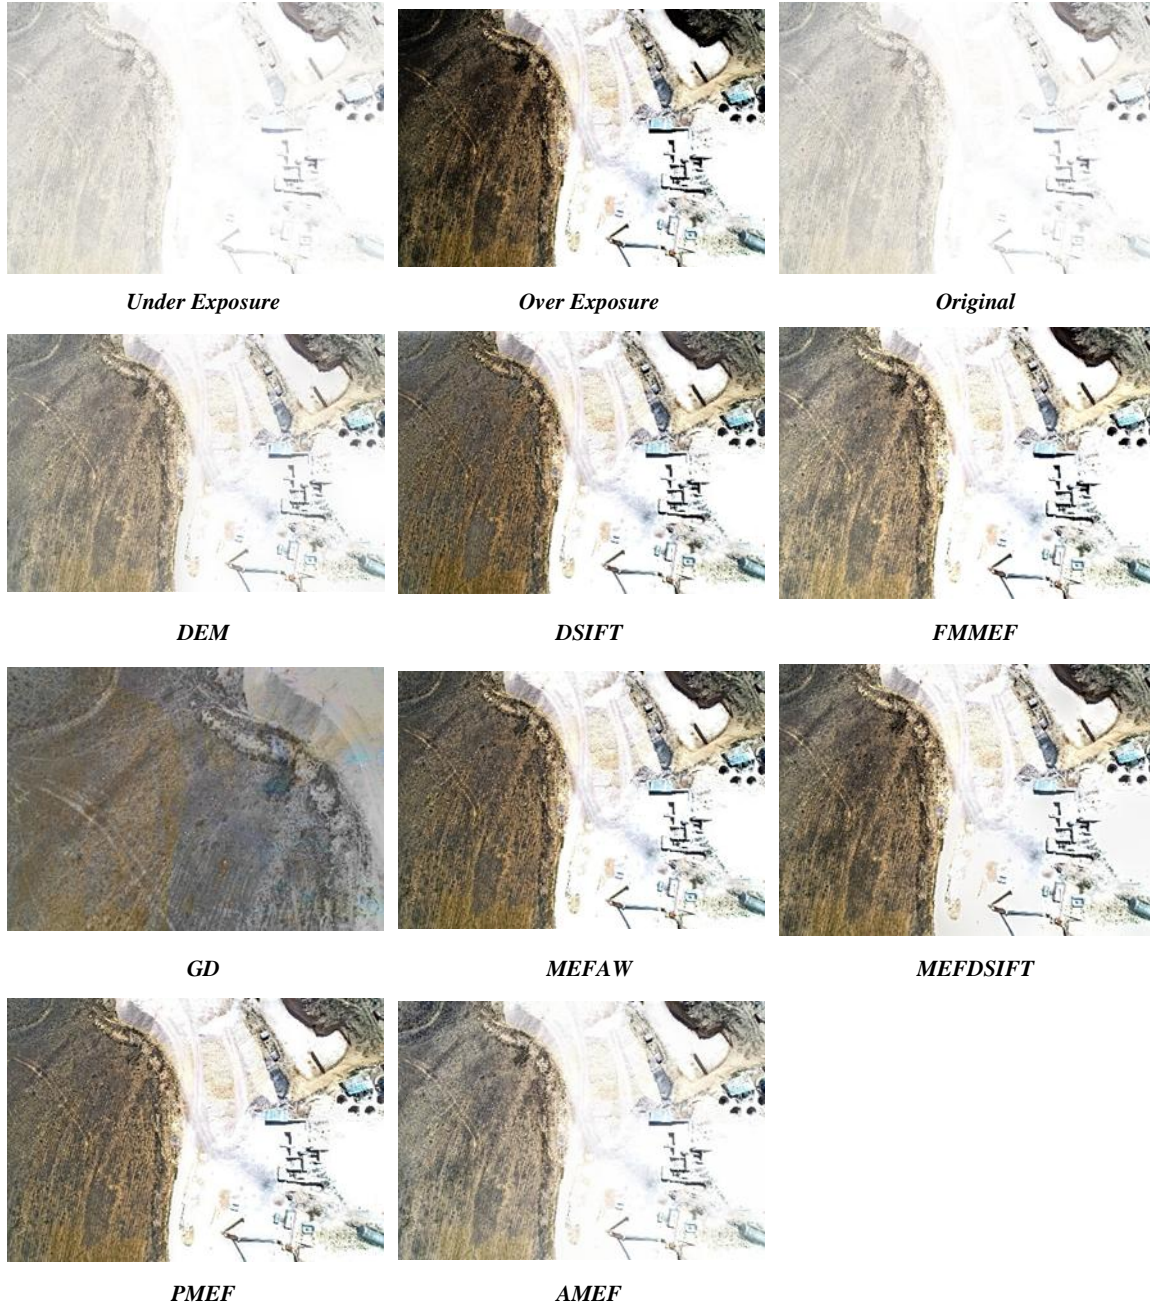 Under Exposure
Over Exposure
Original
DEM
DSIFT
FMMEF
GD
MEFAW
MEFDSIFT
PMEF
AMEF